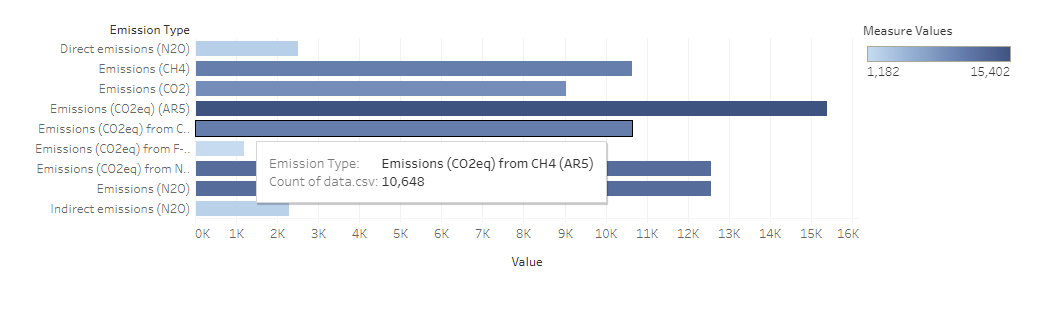 Emission Type
Measure Values
Direct emissions (N2O)
Emissions (CH4)
1,182 15,402
Emissions (CO2)
Emissions (CO2eq) (AR5)
Emissions (CO2eq) from C..
Emissions (CO2eq) from F-..
Emission Type: Emissions (CO2eq) from CH4 (AR5)
Emissions (CO2eq) from N..
Count of data.csv: 10,648
Emissions (N2O)
Indirect emissions (N2O)
0K 1K 2K 3K 4K 5K 6K 7K 8K 9K 10K 11K 12K 13K 14K 15K 16K
Value